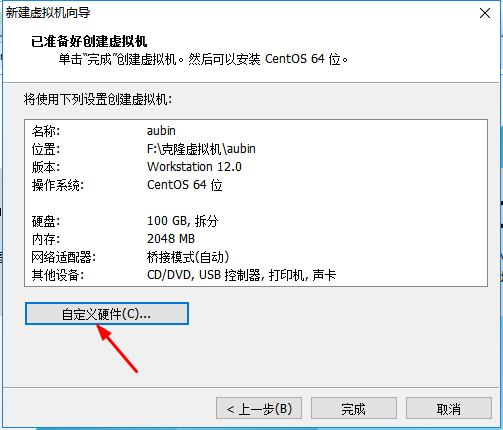 新建虚拟机向导
已准备好创建虚拟机
单击“完成”创建虚拟机。然后可以安装 CentOS 64 位。
将使用下列设置创建虚拟机:
名称: aubin
位置: F:\克隆虚拟机\aubin
版本: Workstation 12.0
操作系统: CentOS 64 位
硬盘: 100 GB, 拆分
内存: 2048 MB
网络适配器: 桥接模式(自动)
其他设备: CD/DVD, USB 控制器, 打印机, 声卡
自定义硬件(C)...
< 上一步(B) 完成 取消